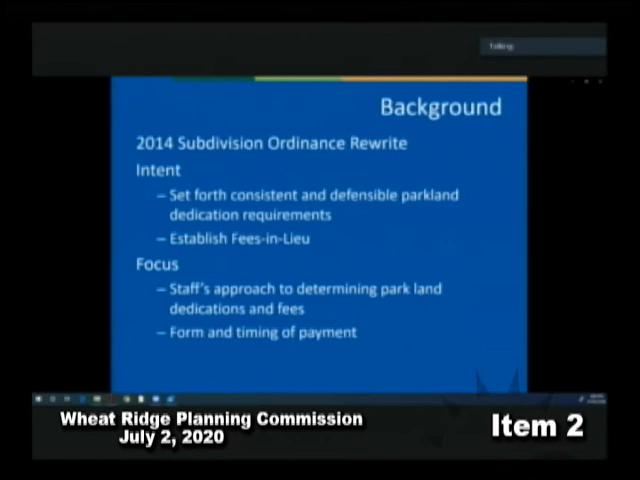 Talking:
Background
2014 Subdivision Ordinance Rewrite
Intent
– Set forth consistent and defensible parkland
dedication requirements
– Establish Fees-in-Lieu
Focus
– Staff's approach to determining park land
dedications and fees
– Form and timing of payment
Wheat Ridge Planning Commission
July 2, 2020
Item 2